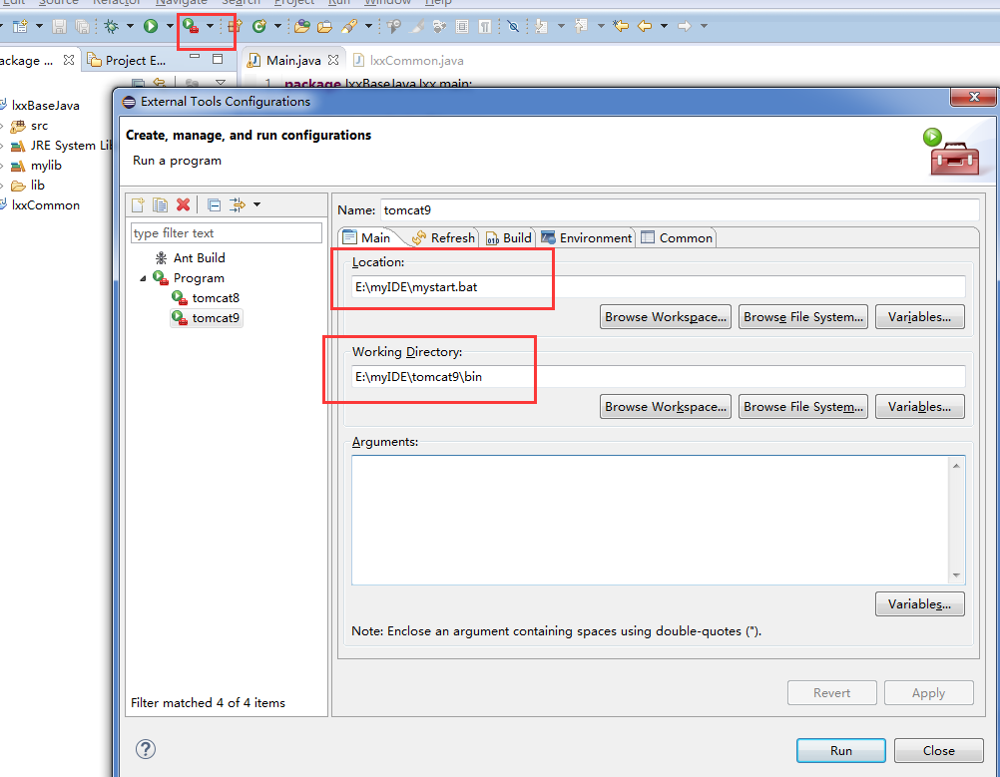 Edit Source Refactor Navigate Search Project Run Window Help
ackage ... Project E... Main.java lxxCommon.java
1 package lxxBaseJava.lxx.main;
lxxBaseJava
src
JRE System Lib
mylib
lib
lxxCommon
External Tools Configurations
Create, manage, and run configurations
Run a program
type filter text
Ant Build
Program
tomcat8
tomcat9
Filter matched 4 of 4 items
Name: tomcat9
Main Refresh Build Environment Common
Location:
E:\myIDE\mystart.bat
Browse Workspace... Browse File System... Variables...
Working Directory:
E:\myIDE\tomcat9\bin
Browse Workspace... Browse File System... Variables...
Arguments:
Variables...
Note: Enclose an argument containing spaces using double-quotes (").
Revert Apply
Run Close